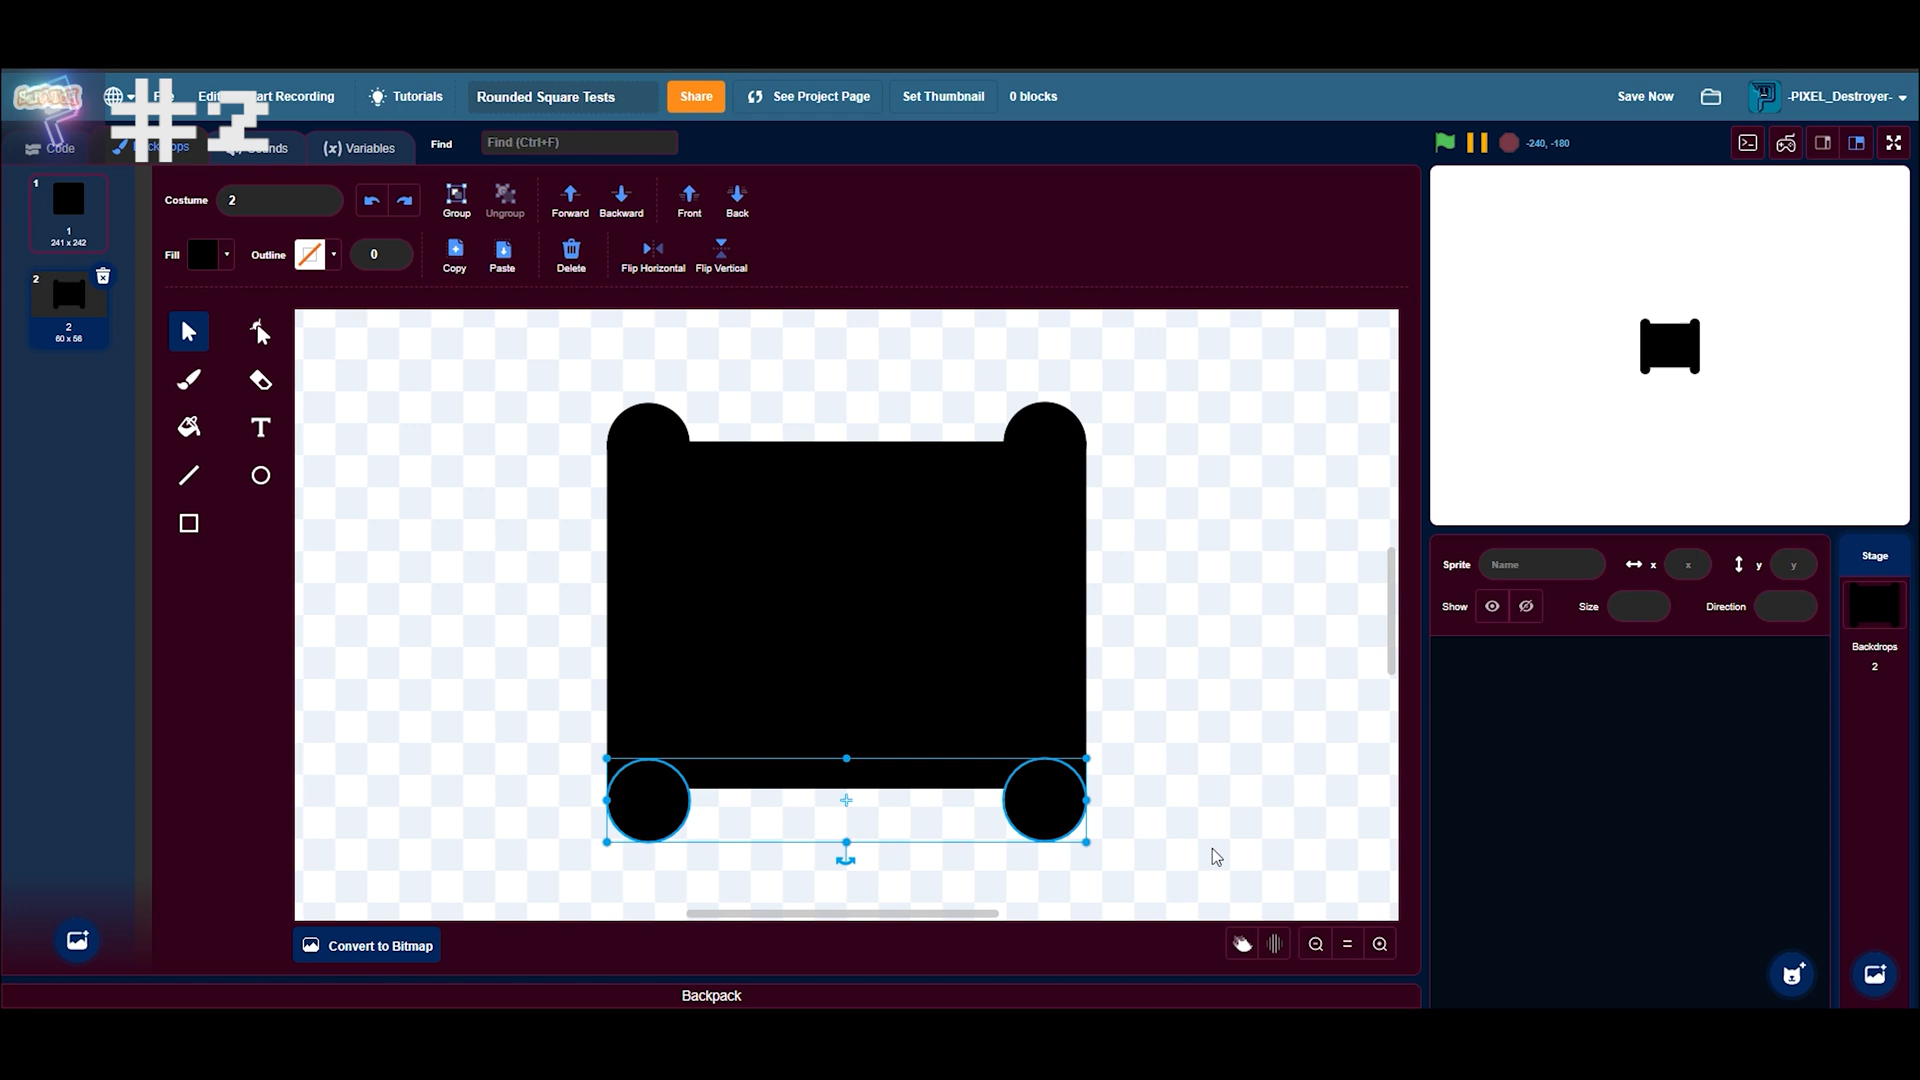 #2
Edit
Start Recording
Tutorials
Rounded Square Tests
Share
See Project Page
Set Thumbnail
0 blocks
Save Now
-PIXEL_Destroyer-
Code
Backdrops
Sounds
(x) Variables
Find
Find (Ctrl+F)
-240, -180
1
1
241 x 242
2
2
60 x 56
Costume
2
Group
Ungroup
Forward
Backward
Front
Back
Fill
Outline
0
Copy
Paste
Delete
Flip Horizontal
Flip Vertical
T
Convert to Bitmap
Backpack
Sprite
Name
x
x
y
y
Show
Size
Direction
Stage
Backdrops
2